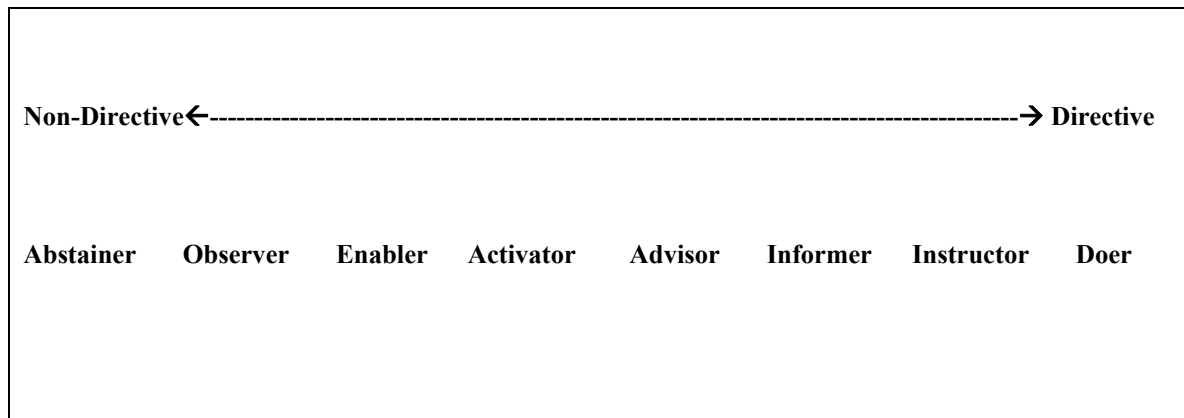 Non-Directive←--------------------------------------------------------------------------------------------→ Directive
Abstainer Observer Enabler Activator Advisor Informer Instructor Doer